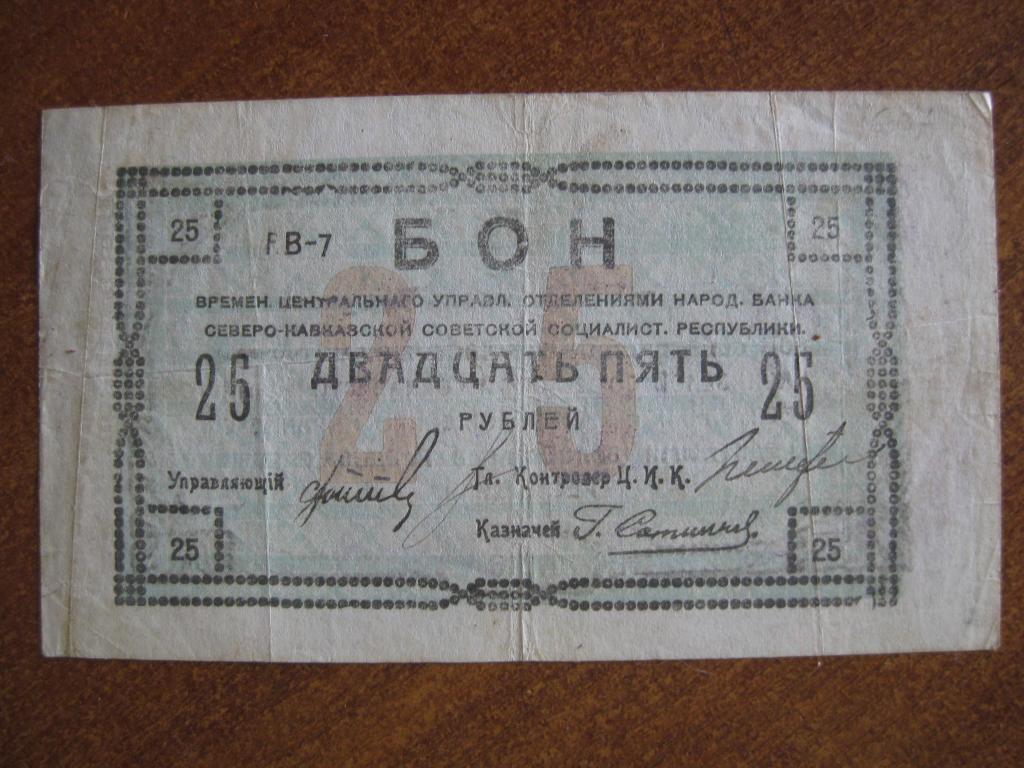 25 В-7 БОН 25
ВРЕМЕН. ЦЕНТРАЛЬНАГО УПРАВЛ. ОТДЕЛЕНИЯМИ НАРОД. БАНКА
СЕВЕРО-КАВКАЗСКОЙ СОВЕТСКОЙ СОЦИАЛИСТ. РЕСПУБЛИКИ.
25 ДВАДЦАТЬ ПЯТЬ 25
25
РУБЛЕЙ
Управляющій Гл. Контролер Ц. И. К.
Казначей Г.
25 25